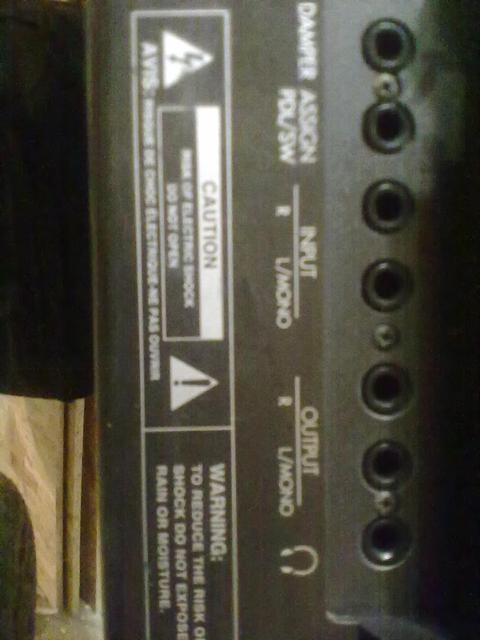 DAMPER
ASSIGN
PDL/SW
INPUT
R L/MONO
OUTPUT
R L/MONO
CAUTION
RISK OF ELECTRIC SHOCK
DO NOT OPEN
AVIS: RISQUE DE CHOC ÉLECTRIQUE-NE PAS OUVRIR
WARNING:
TO REDUCE THE RISK OF
SHOCK DO NOT EXPOSE
RAIN OR MOISTURE.